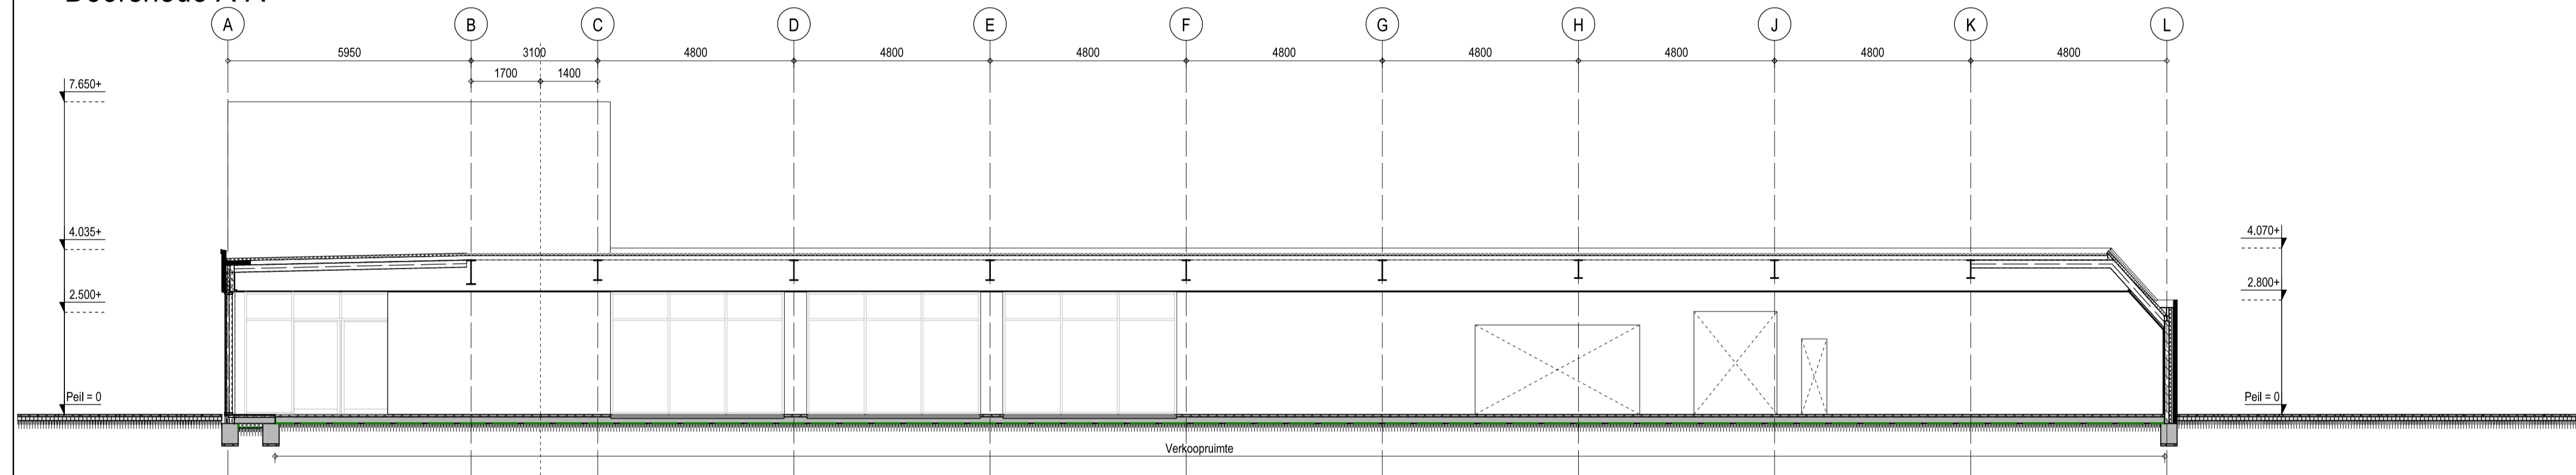 Doorsnede A-A
A B C D E F G H J K L
5950 3100 4800 4800 4800 4800 4800 4800 4800 4800
1700 1400
7.650+
4.035+ 4.070+
2.500+ 2.800+
Peil = 0 Peil = 0
Verkoopruimte